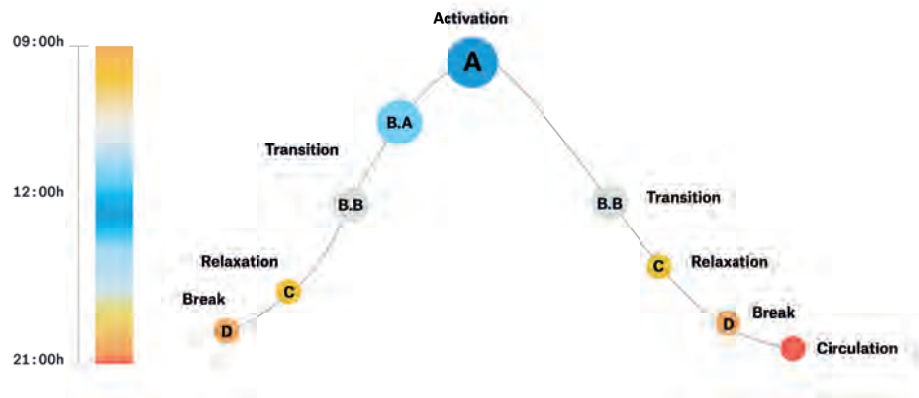 Activation
09:00h
A
B.A
Transition
12:00h
B.B
B.B
Transition
Relaxation
C
C
Relaxation
Break
D
D
Break
21:00h
Circulation